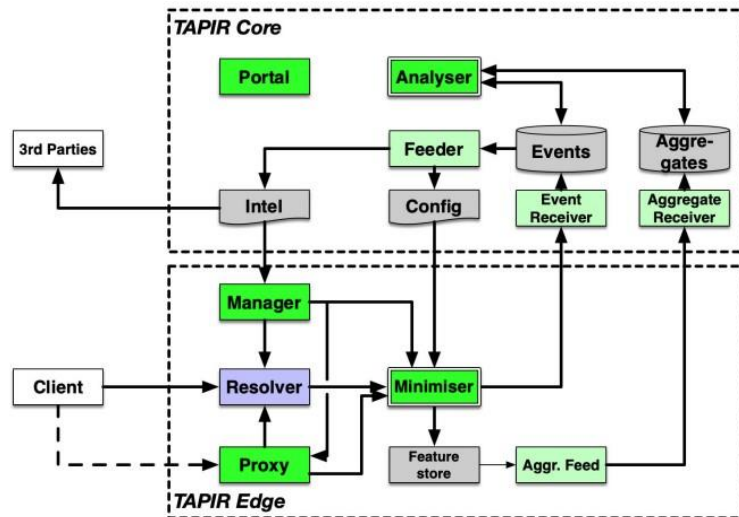 TAPIR Core
Portal
Analyser
3rd Parties
Feeder
Events
Aggre-
gates
Intel
Config
Event
Receiver
Aggregate
Receiver
Manager
Client
Resolver
Minimiser
Proxy
Feature
store
Aggr. Feed
TAPIR Edge